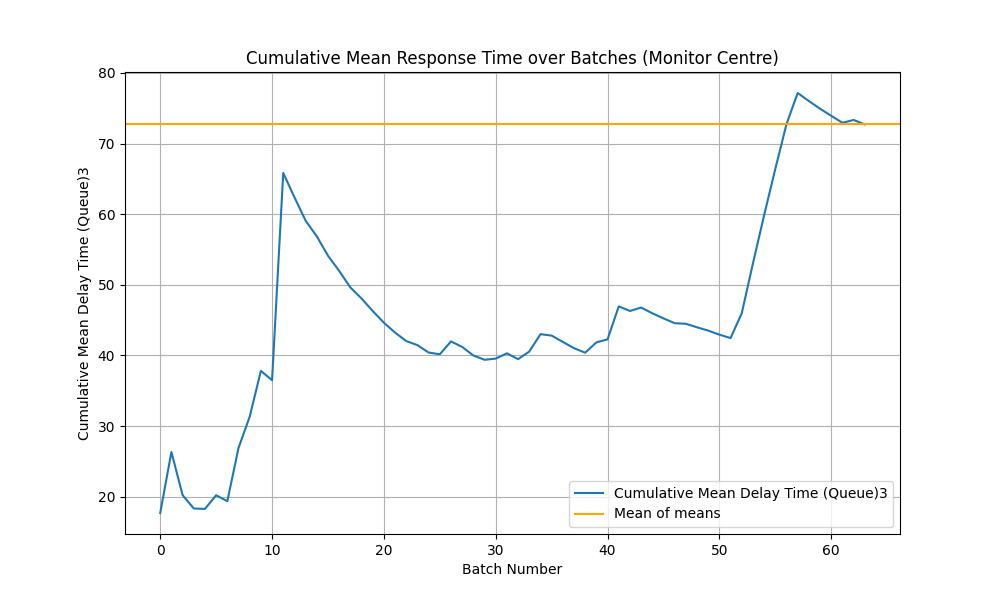 Cumulative Mean Response Time over Batches (Monitor Centre)
Cumulative Mean Delay Time (Queue)3
80
70
60
50
40
30
20
0 10 20 30 40 50 60
Batch Number
Cumulative Mean Delay Time (Queue)3
Mean of means